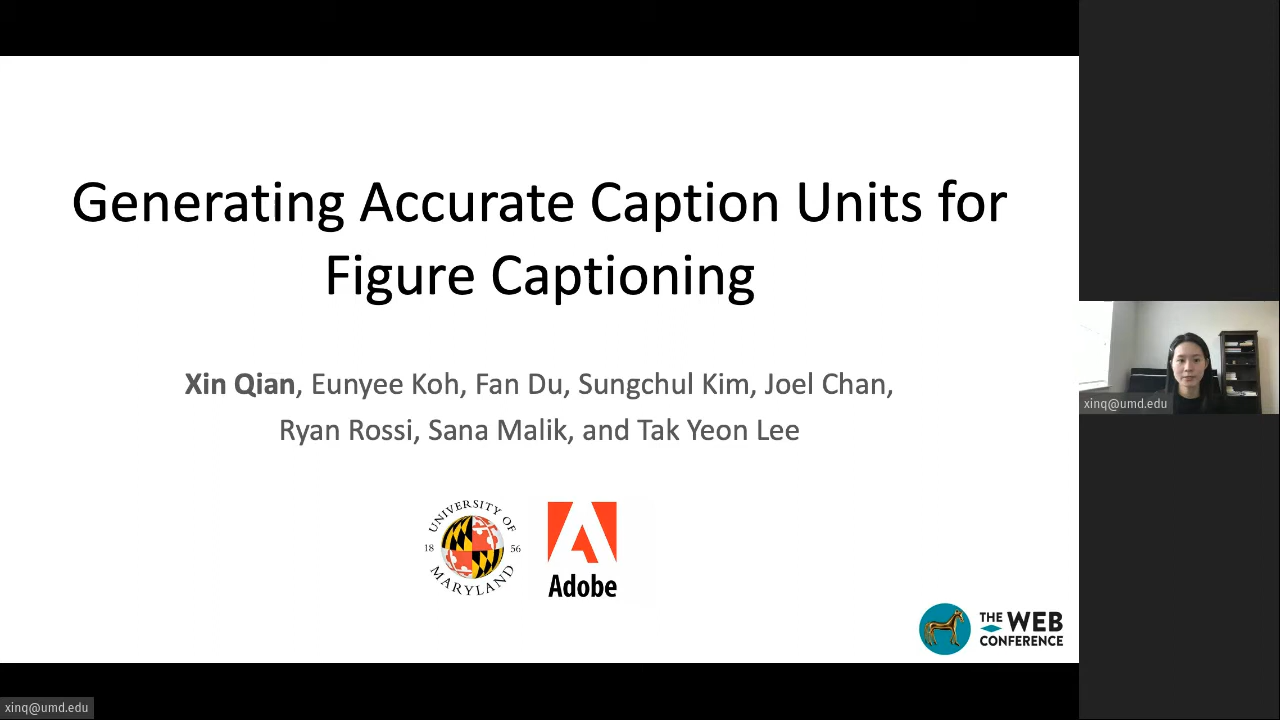 Generating Accurate Caption Units for
Figure Captioning
Xin Qian, Eunyee Koh, Fan Du, Sungchul Kim, Joel Chan,
Ryan Rossi, Sana Malik, and Tak Yeon Lee
UNIVERSITY OF
18 56
MARYLAND
Adobe
THE WEB
CONFERENCE
xinq@umd.edu
xinq@umd.edu